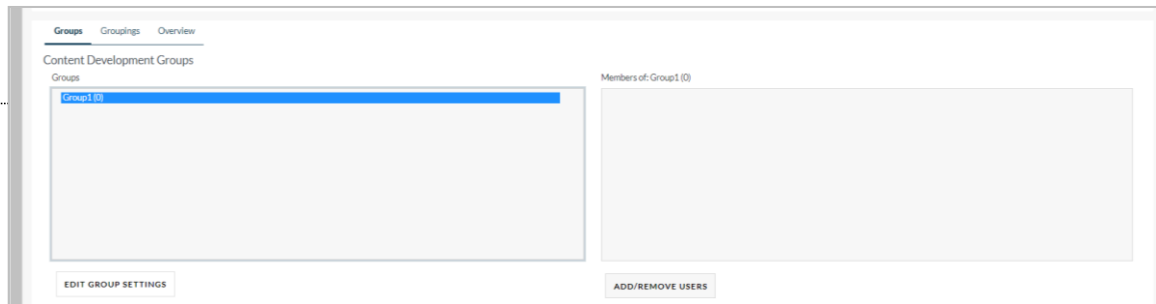 Groups Groupings Overview
Content Development Groups
Groups
Members of: Group1 (0)
Group1 (0)
EDIT GROUP SETTINGS
ADD/REMOVE USERS